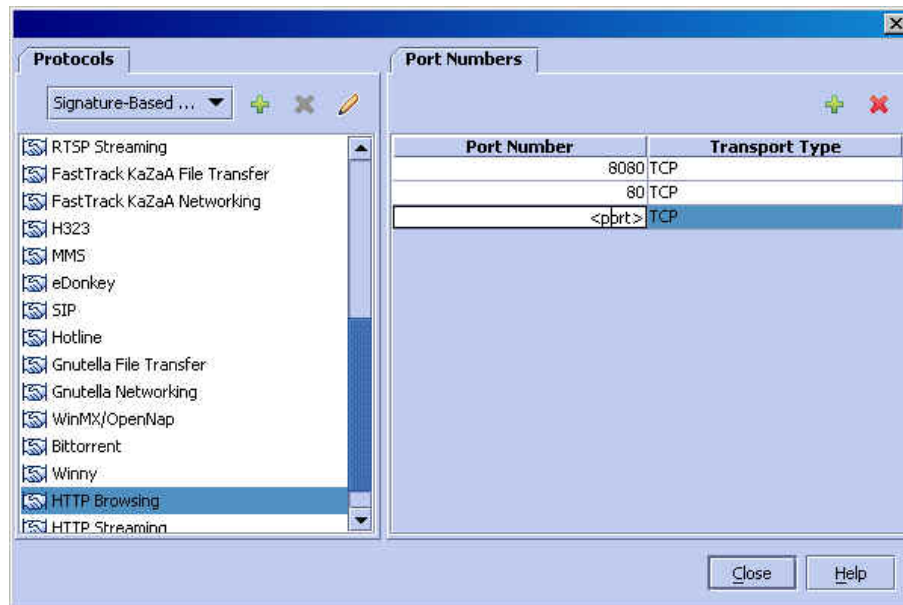 Protocols
Signature-Based ...
RTSP Streaming
FastTrack KaZaA File Transfer
FastTrack KaZaA Networking
H323
MMS
eDonkey
SIP
Hotline
Gnutella File Transfer
Gnutella Networking
WinMX/OpenNap
Bittorrent
Winny
HTTP Browsing
HTTP Streaming
Port Numbers
Port Number Transport Type
8080 TCP
80 TCP
<port> TCP
Close Help